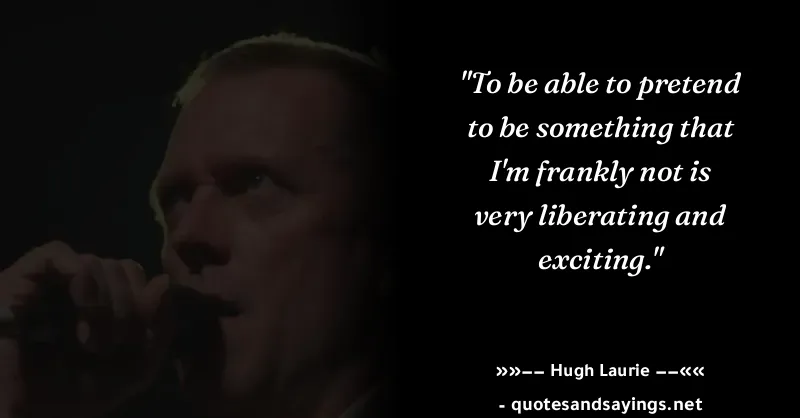 "To be able to pretend
to be something that
I'm frankly not is
very liberating and
exciting."
»»−− Hugh Laurie −−««
- quotesandsayings.net